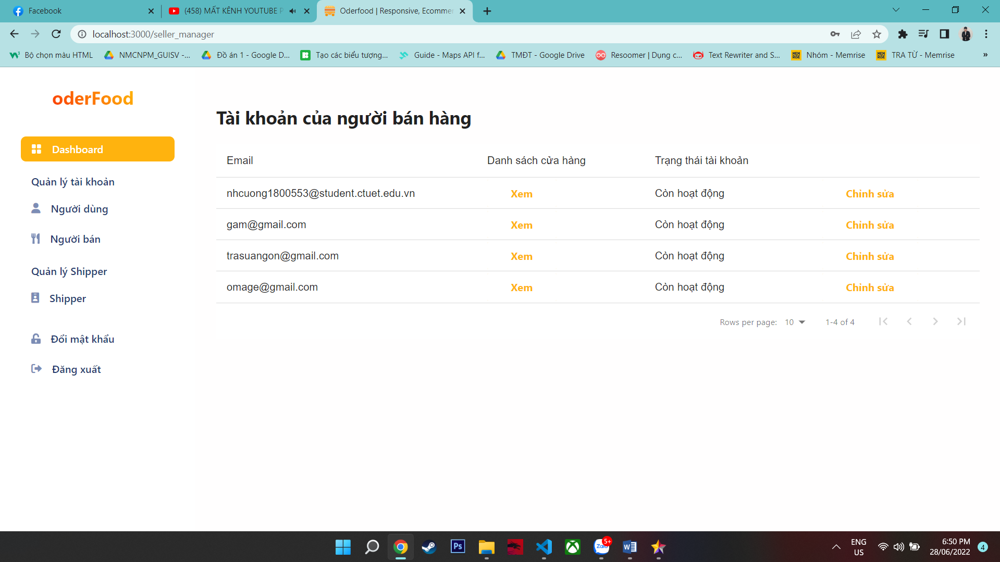 Facebook
(458) MẤT KÊNH YOUTUBE P
Oderfood | Responsive, Ecommer
localhost:3000/seller_manager
Bộ chọn màu HTML
NMCNPM_GUISV -...
Đồ án 1 - Google D...
Tạo các biểu tượng...
Guide - Maps API f...
TMĐT - Google Drive
Resoomer | Dụng c...
Text Rewriter and S...
Nhóm - Memrise
TRA TỪ - Memrise
»
oderFood
Dashboard
Quản lý tài khoản
Người dùng
Người bán
Quản lý Shipper
Shipper
Đổi mật khẩu
Đăng xuất
Tài khoản của người bán hàng
Email Danh sách cửa hàng Trạng thái tài khoản
nhcuong1800553@student.ctuet.edu.vn Xem Còn hoạt động Chỉnh sửa
gam@gmail.com Xem Còn hoạt động Chỉnh sửa
trasuangon@gmail.com Xem Còn hoạt động Chỉnh sửa
omage@gmail.com Xem Còn hoạt động Chỉnh sửa
Rows per page: 10 1-4 of 4
Ps
Zalo
5+
W
ENG
US
6:50 PM
28/06/2022
4